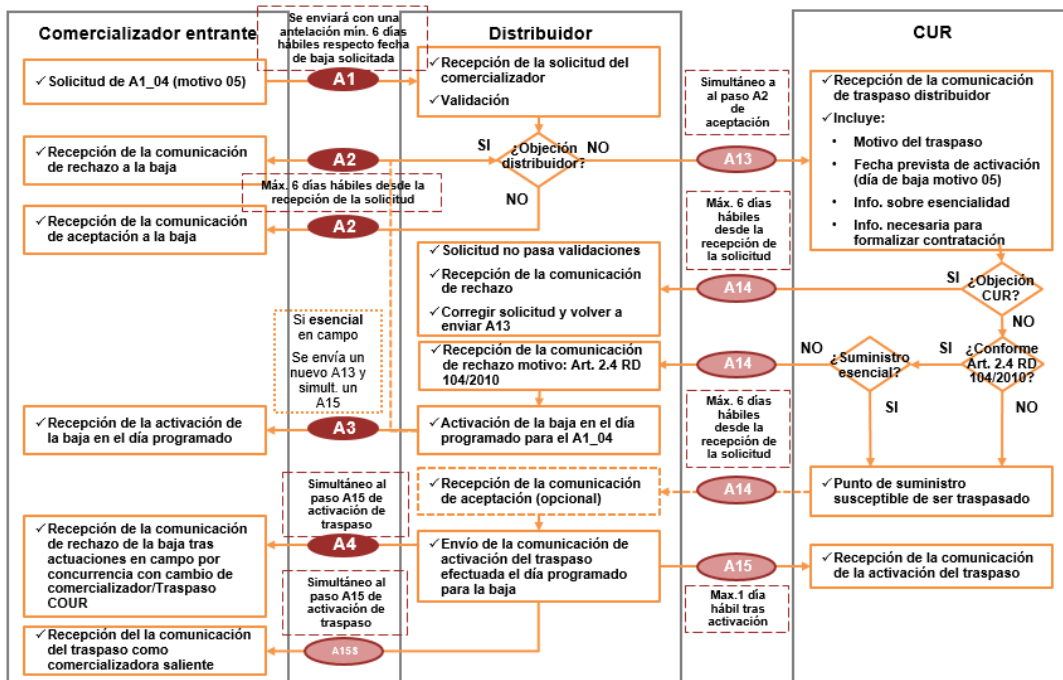 Comercializador entrante
✓ Solicitud de A1_04 (motivo 05)
✓ Recepción de la comunicación
de rechazo a la baja
✓ Recepción de la comunicación
de aceptación a la baja
✓ Recepción de la activación de
la baja en el día programado
✓ Recepción de la comunicación
de rechazo de la baja tras
actuaciones en campo por
concurrencia con cambio de
comercializador/Traspaso
COUR
✓ Recepción del la comunicación
del traspaso como
comercializadora saliente
Se enviará con una
antelación mín. 6 días
hábiles respecto fecha
de baja solicitada
A1
A2
Máx. 6 días hábiles desde la
recepción de la solicitud
A2
Si esencial
en campo
Se envía un
nuevo A13 y
simult. un
A15
A3
Simultáneo al
paso A15 de
activación de
traspaso
A4
Simultáneo al
paso A15 de
activación de
traspaso
A15S
Distribuidor
✓ Recepción de la solicitud del
comercializador
✓ Validación
SI
¿Objeción
distribuidor?
NO
NO
✓ Solicitud no pasa validaciones
✓ Recepción de la comunicación de
rechazo
✓ Corregir solicitud y volver a
enviar A13
✓ Recepción de la comunicación
de rechazo motivo: Art. 2.4 RD
104/2010
✓ Activación de la baja en el día
programado para el A1_04
✓ Recepción de la comunicación
de aceptación (opcional)
✓ Envío de la comunicación de
activación del traspaso
efectuada el día programado
para la baja
Simultáneo a
al paso A2
de
aceptación
A13
Máx. 6 días
hábiles
desde la
recepción de
la solicitud
A14
A14
Máx. 6 días
hábiles
desde la
recepción de
la solicitud
A14
A15
Max.1 día
hábil tras
activación
CUR
✓ Recepción de la comunicación
de traspaso distribuidor
✓ Incluye:
• Motivo del traspaso
• Fecha prevista de activación
(día de baja motivo 05)
• Info. sobre esencialidad
• Info. necesaria para
formalizar contratación
SI
¿Objeción
CUR?
NO
NO
¿Suministro
esencial?
SI
¿Conforme
Art. 2.4 RD
104/2010?
SI
NO
✓ Punto de suministro
susceptible de ser traspasado
✓ Recepción de la comunicación
de la activación del traspaso